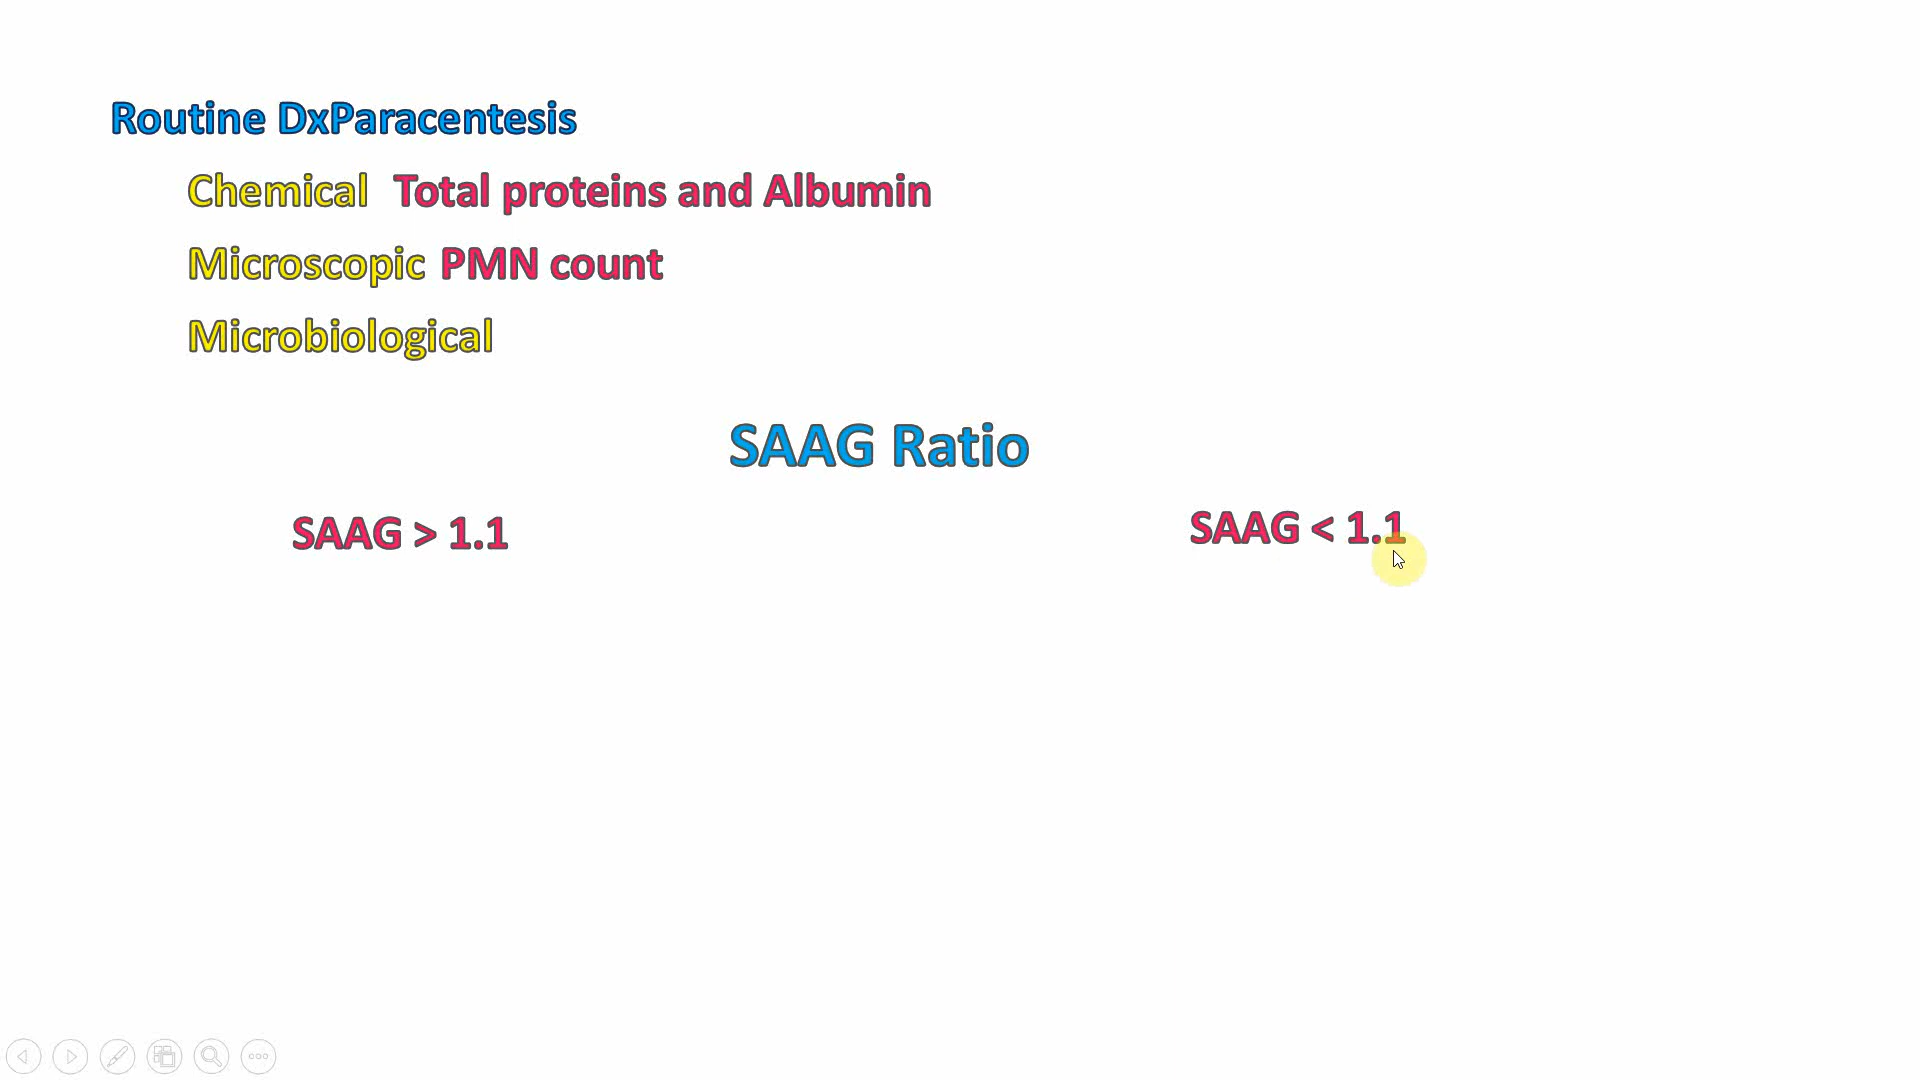 Routine DxParacentesis
Chemical Total proteins and Albumin
Microscopic PMN count
Microbiological
SAAG Ratio
SAAG > 1.1
SAAG < 1.1